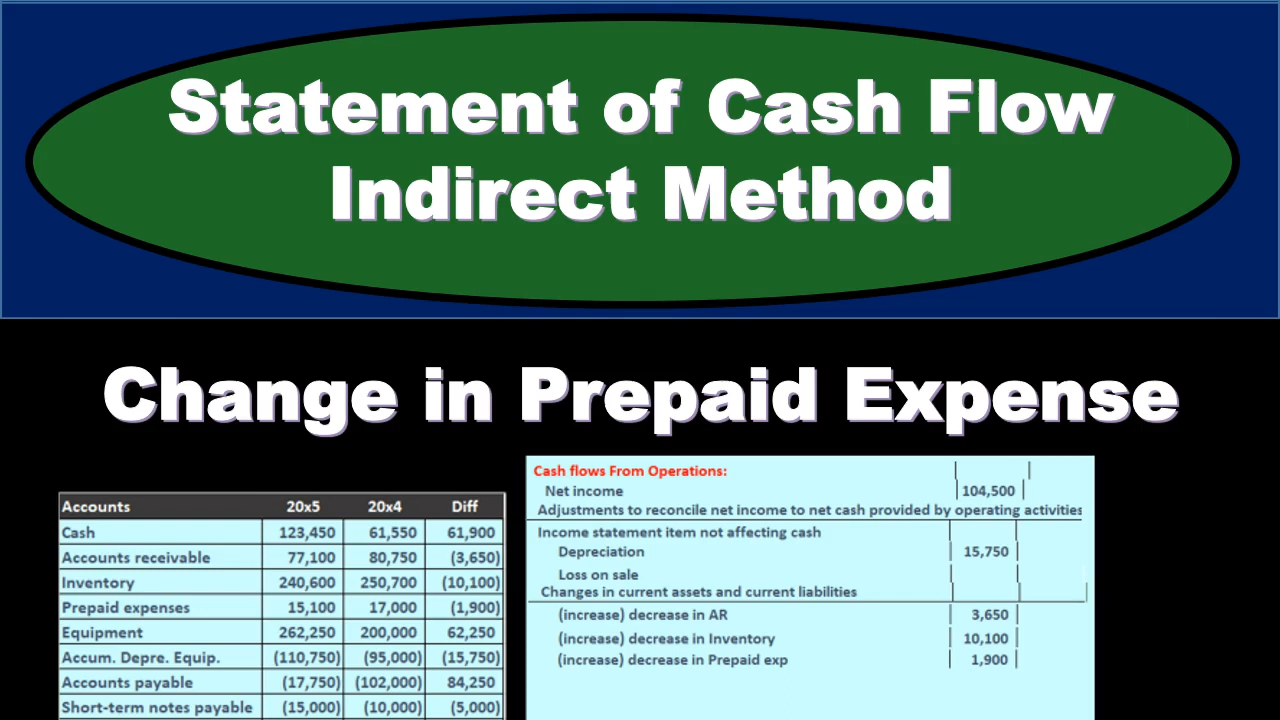 Statement of Cash Flow
Indirect Method
Change in Prepaid Expense
Accounts 20x5 20x4 Diff
Cash 123,450 61,550 61,900
Accounts receivable 77,100 80,750 (3,650)
Inventory 240,600 250,700 (10,100)
Prepaid expenses 15,100 17,000 (1,900)
Equipment 262,250 200,000 62,250
Accum. Depre. Equip. (110,750) (95,000) (15,750)
Accounts payable (17,750) (102,000) 84,250
Short-term notes payable (15,000) (10,000) (5,000)
Cash flows From Operations:
Net income 104,500
Adjustments to reconcile net income to net cash provided by operating activities
Income statement item not affecting cash
Depreciation 15,750
Loss on sale
Changes in current assets and current liabilities
(increase) decrease in AR 3,650
(increase) decrease in Inventory 10,100
(increase) decrease in Prepaid exp 1,900